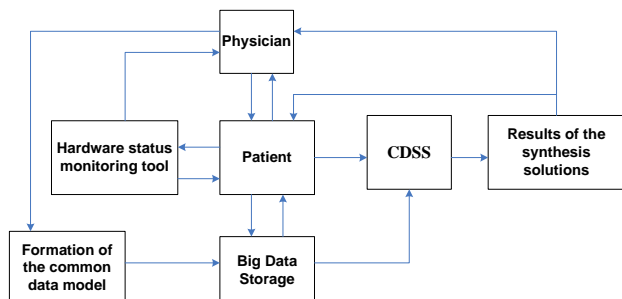 Physician
Hardware status
monitoring tool
Patient
CDSS
Results of the
synthesis
solutions
Formation of
the common
data model
Big Data
Storage